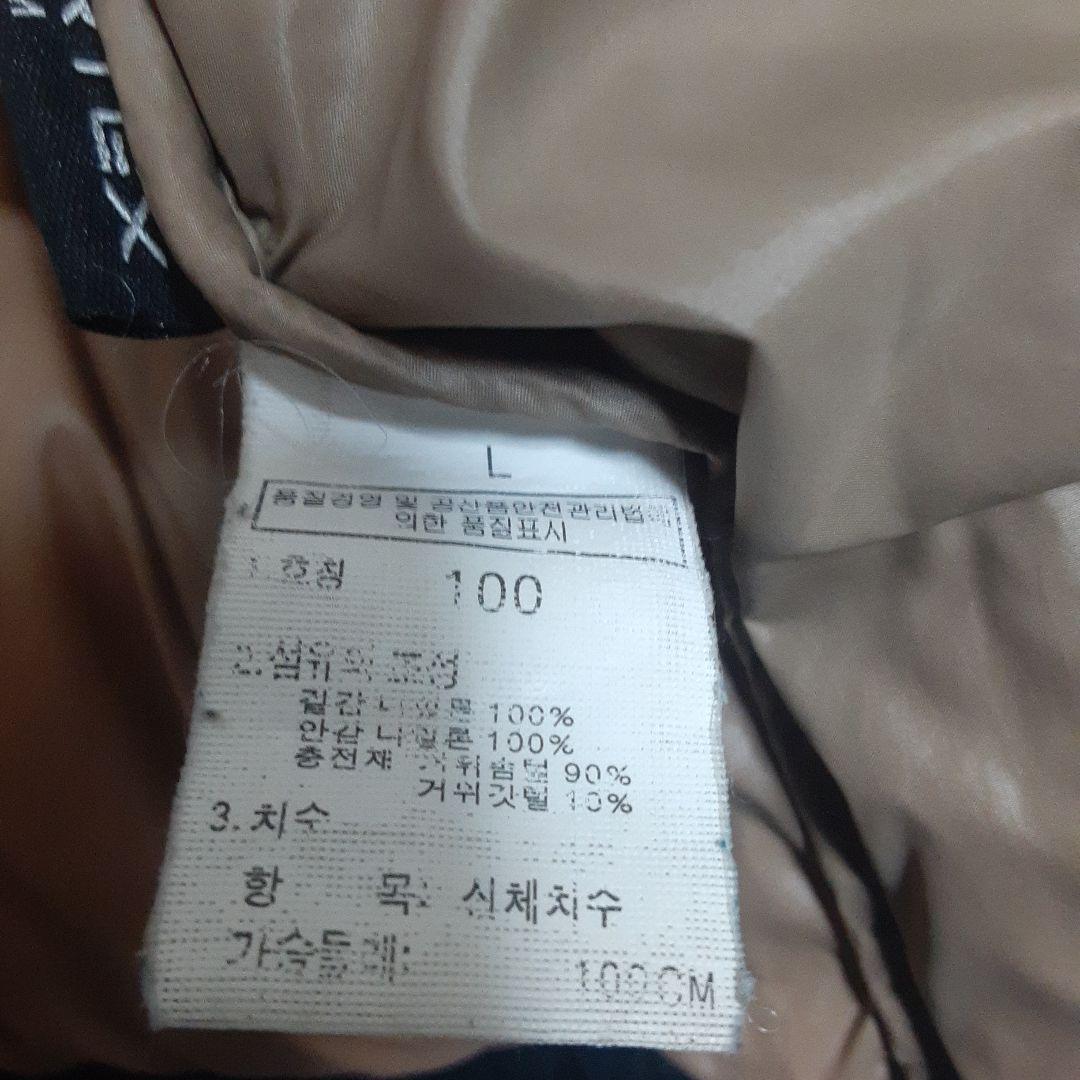 TEX
L
품질경영 및 공산품안전관리법
의한 품질표시
1. 호칭 100
2. 섬유의 조성
겉감 나일론 100%
안감 나일론 100%
충전재 거위솜털 90%
거위깃털 10%
3. 치수
항 목 신체치수
가슴둘레 100CM